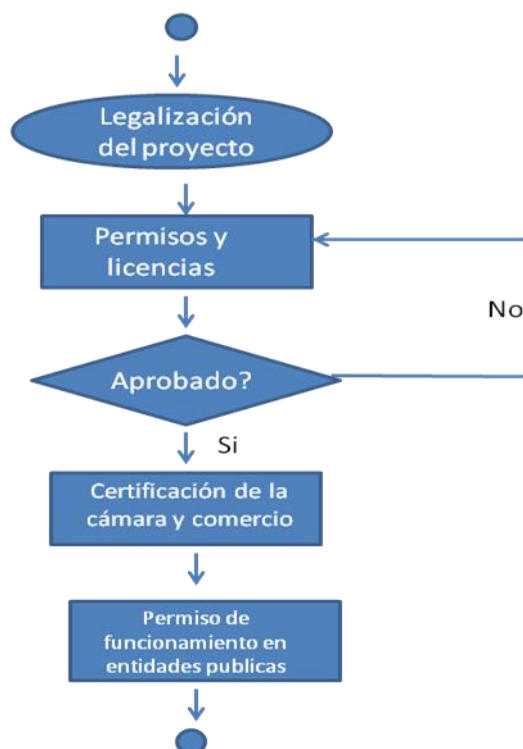 Legalización
del proyecto
Permisos y
licencias
No
Aprobado?
Si
Certificación de la
cámara y comercio
Permiso de
funcionamiento en
entidades publicas